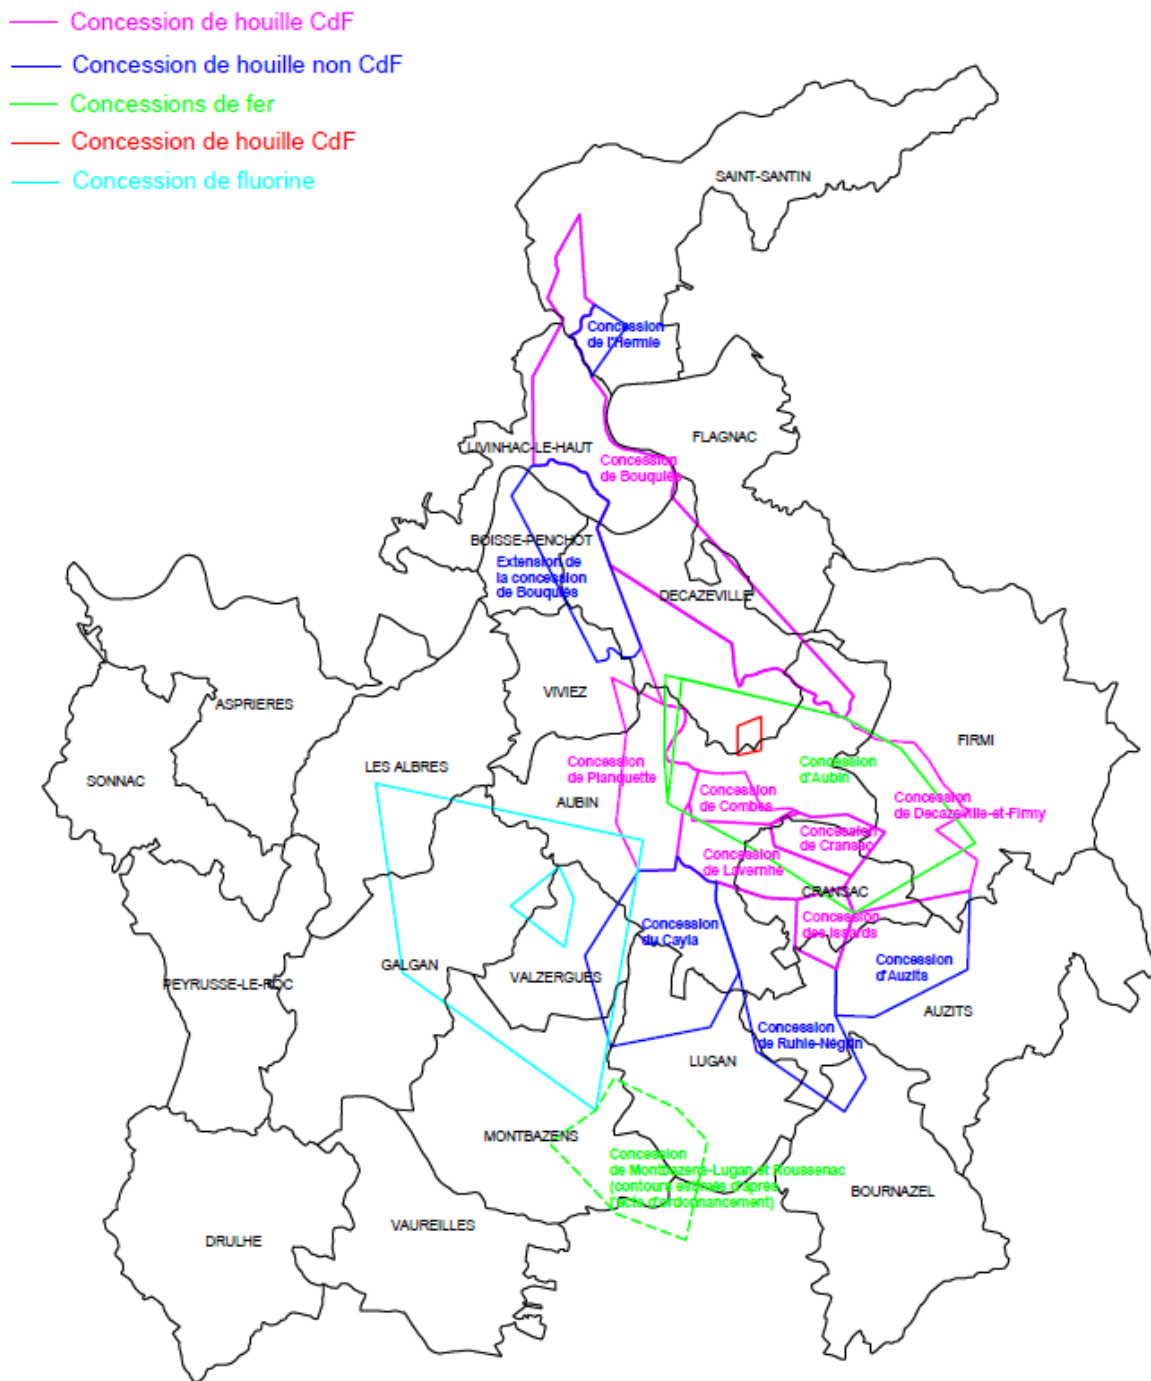 Concession de houille CdF
Concession de houille non CdF
Concessions de fer
Concession de houille CdF
Concession de fluorine
SAINT-SANTIN
Concession
de l'Hermie
FLAGNAC
LIVINHAC-LE-HAUT
Concession
de Bouquiès
BOISSE-PENCHOT
Extension de
la concession
de Bouquiès
DECAZEVILLE
VIVIEZ
ASPRIERES
FIRMI
LES ALBRES
SONNAC
Concession
de Planquette
Concession
d'Aubin
AUBIN
Concession
de Combes
Concession
de Decazeville-et-Firmy
Concession
de Cransac
Concession
de Lavernhe
CRANSAC
Concession
du Cayla
Concession
des Issards
GALGAN
VALZERGUES
Concession
d'Auzits
PEYRUSSE-LE-ROC
AUZITS
Concession
de Ruhle-Négrin
LUGAN
MONTBAZENS
Concession
de Montbazens-Lugan et Roussenac
(contours estimés d'après
l'acte d'ordonnancement)
BOURNAZEL
VAUREILLES
DRULHE